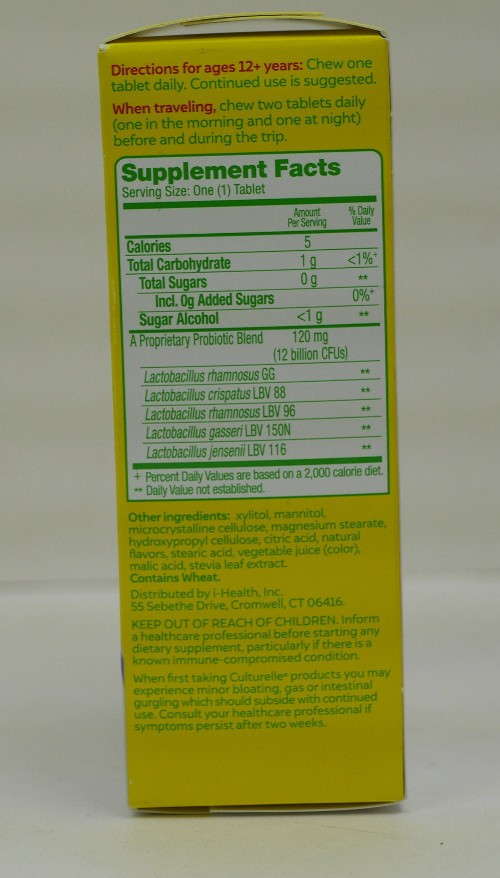 Directions for ages 12+ years: Chew one
tablet daily. Continued use is suggested.
When traveling, chew two tablets daily
(one in the morning and one at night)
before and during the trip.
Supplement Facts
Serving Size: One (1) Tablet
Amount Per Serving % Daily Value
Calories 5
Total Carbohydrate 1 g <1%+
Total Sugars 0 g **
Incl. 0g Added Sugars 0%+
Sugar Alcohol <1 g **
A Proprietary Probiotic Blend 120 mg
(12 billion CFUs)
Lactobacillus rhamnosus GG **
Lactobacillus crispatus LBV 88 **
Lactobacillus rhamnosus LBV 96 **
Lactobacillus gasseri LBV 150N **
Lactobacillus jensenii LBV 116 **
+ Percent Daily Values are based on a 2,000 calorie diet.
** Daily Value not established.
Other ingredients: xylitol, mannitol,
microcrystalline cellulose, magnesium stearate,
hydroxypropyl cellulose, citric acid, natural
flavors, stearic acid, vegetable juice (color),
malic acid, stevia leaf extract.
Contains Wheat.
Distributed by i-Health, Inc.
55 Sebethe Drive, Cromwell, CT 06416.
KEEP OUT OF REACH OF CHILDREN. Inform
a healthcare professional before starting any
dietary supplement, particularly if there is a
known immune-compromised condition.
When first taking Culturelle® products you may
experience minor bloating, gas or intestinal
gurgling which should subside with continued
use. Consult your healthcare professional if
symptoms persist after two weeks.